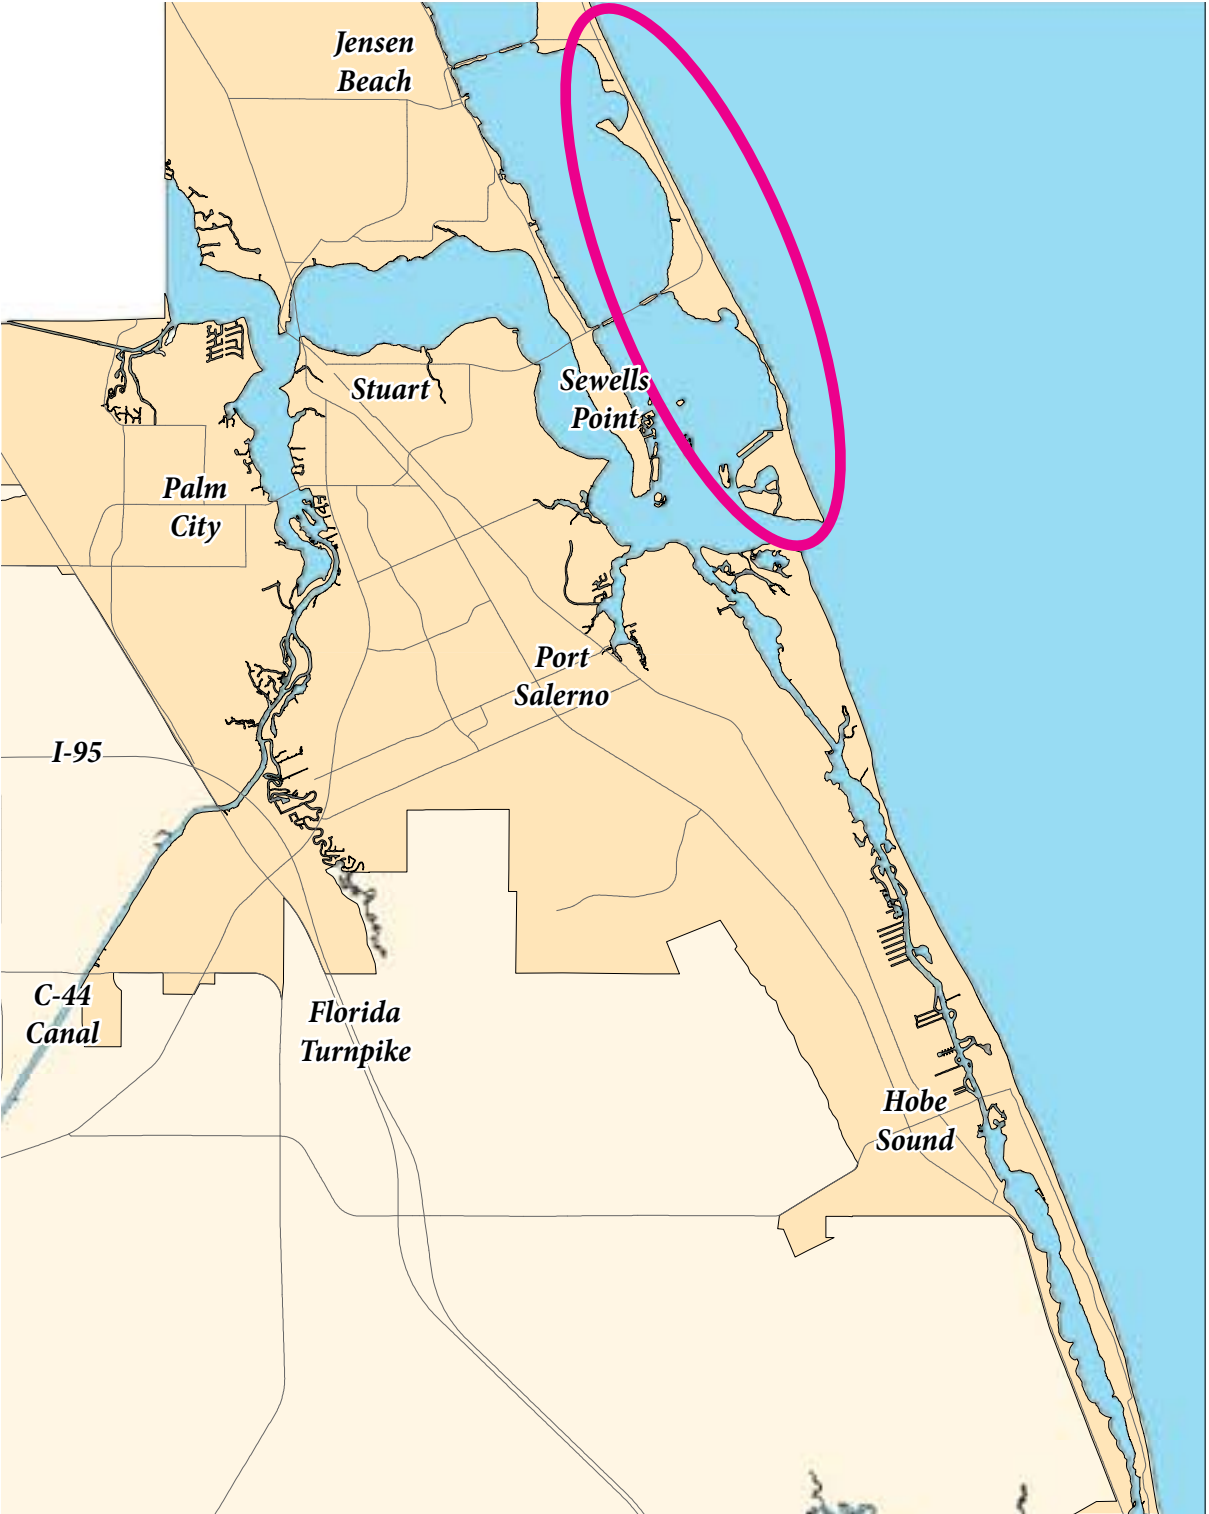 Jensen
Beach
Stuart
Sewells
Point
Palm
City
Port
Salerno
I-95
C-44
Canal
Florida
Turnpike
Hobe
Sound